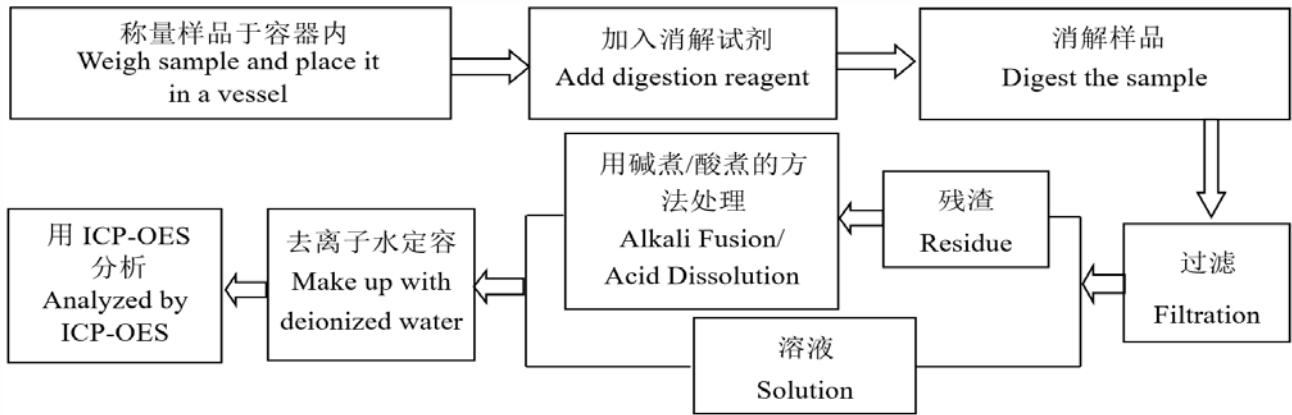 称量样品于容器内
Weigh sample and place it
in a vessel
加入消解试剂
Add digestion reagent
消解样品
Digest the sample
过滤
Filtration
残渣
Residue
用碱煮/酸煮的方
法处理
Alkali Fusion/
Acid Dissolution
溶液
Solution
去离子水定容
Make up with
deionized water
用 ICP-OES
分析
Analyzed by
ICP-OES